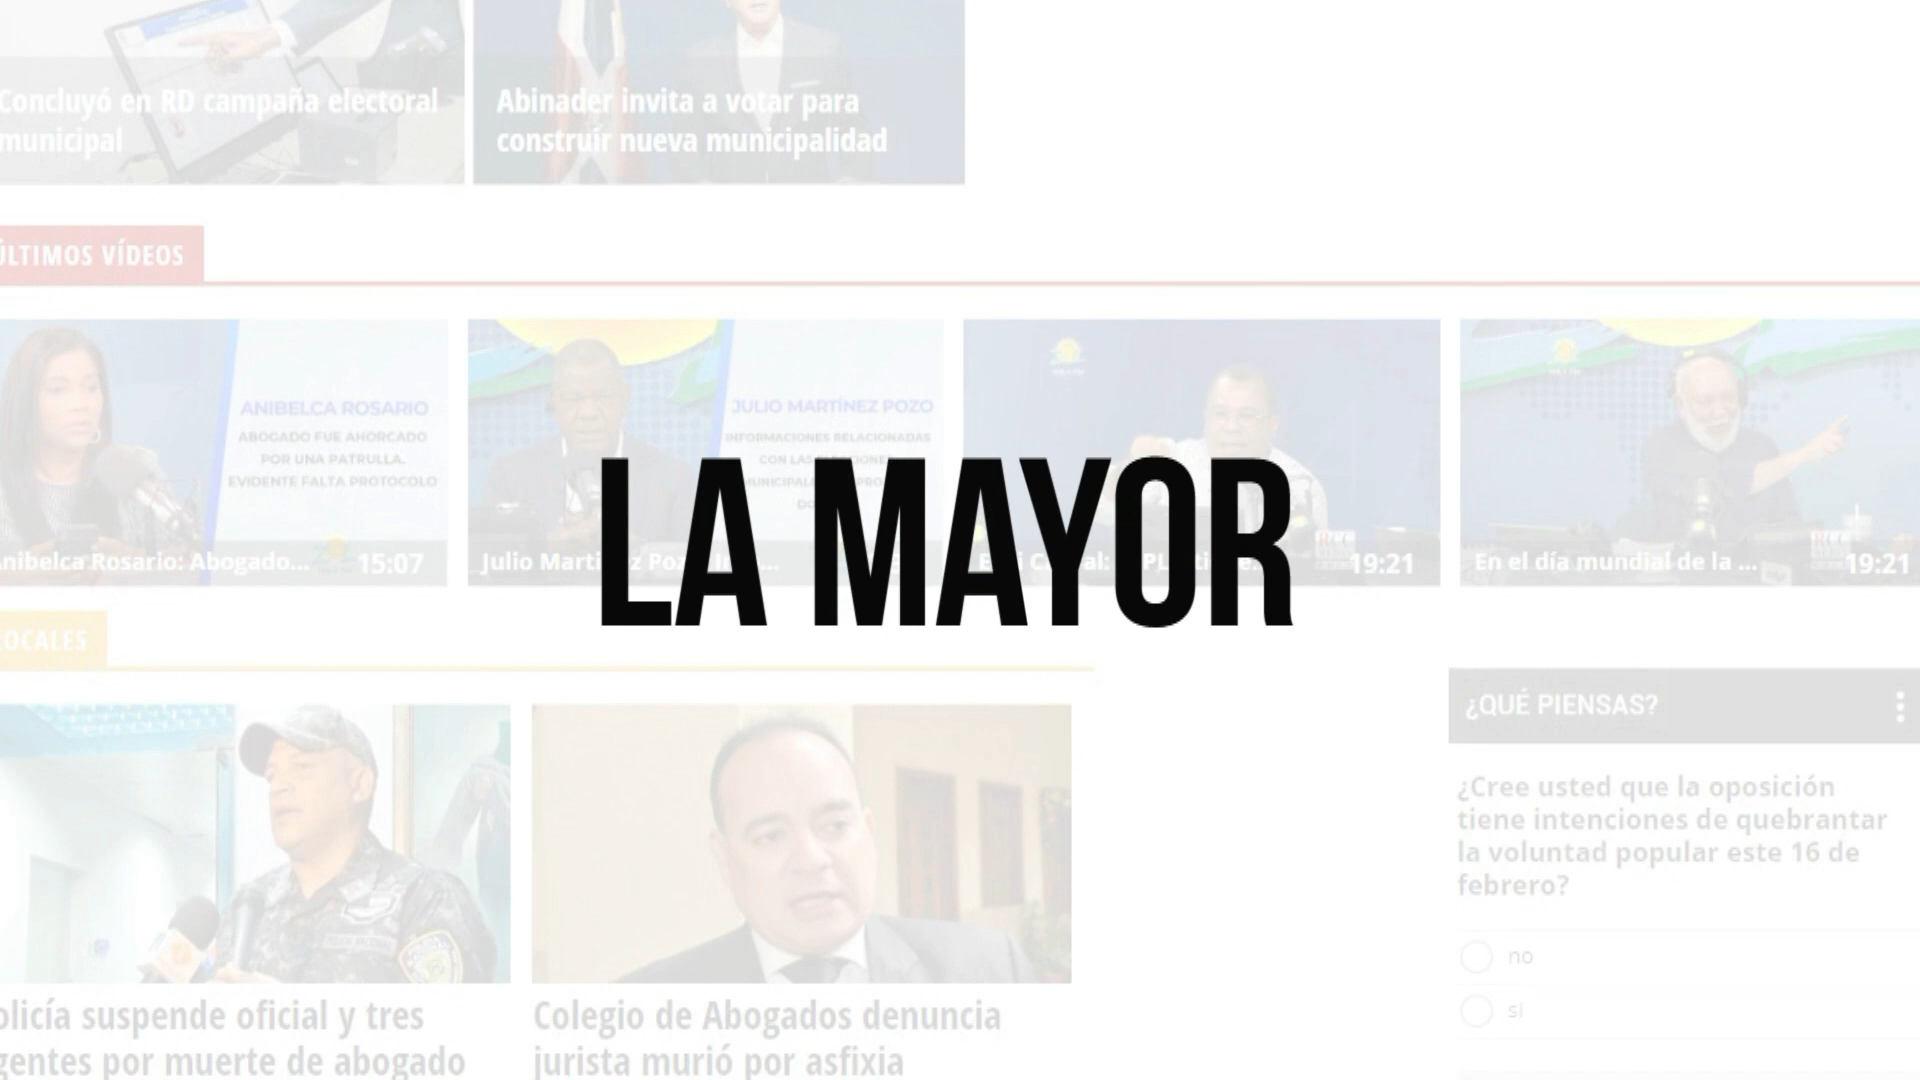 Concluyó en RD campaña electoral
municipal
Abinader invita a votar para
construir nueva municipalidad
ÚLTIMOS VÍDEOS
ANIBELCA ROSARIO
ABOGADO FUE AHORCADO
POR UNA PATRULLA.
EVIDENTE FALTA PROTOCOLO
Anibelca Rosario: Abogado...
15:07
JULIO MARTÍNEZ POZO
INFORMACIONES RELACIONADAS
CON LAS
Julio
19:21
En el día mundial de la ...
19:21
LA MAYOR
LOCALES
¿QUÉ PIENSAS?
¿Cree usted que la oposición
tiene intenciones de quebrantar
la voluntad popular este 16 de
febrero?
no
si
olicía suspende oficial y tres
gentes por muerte de abogado
Colegio de Abogados denuncia
jurista murió por asfixia